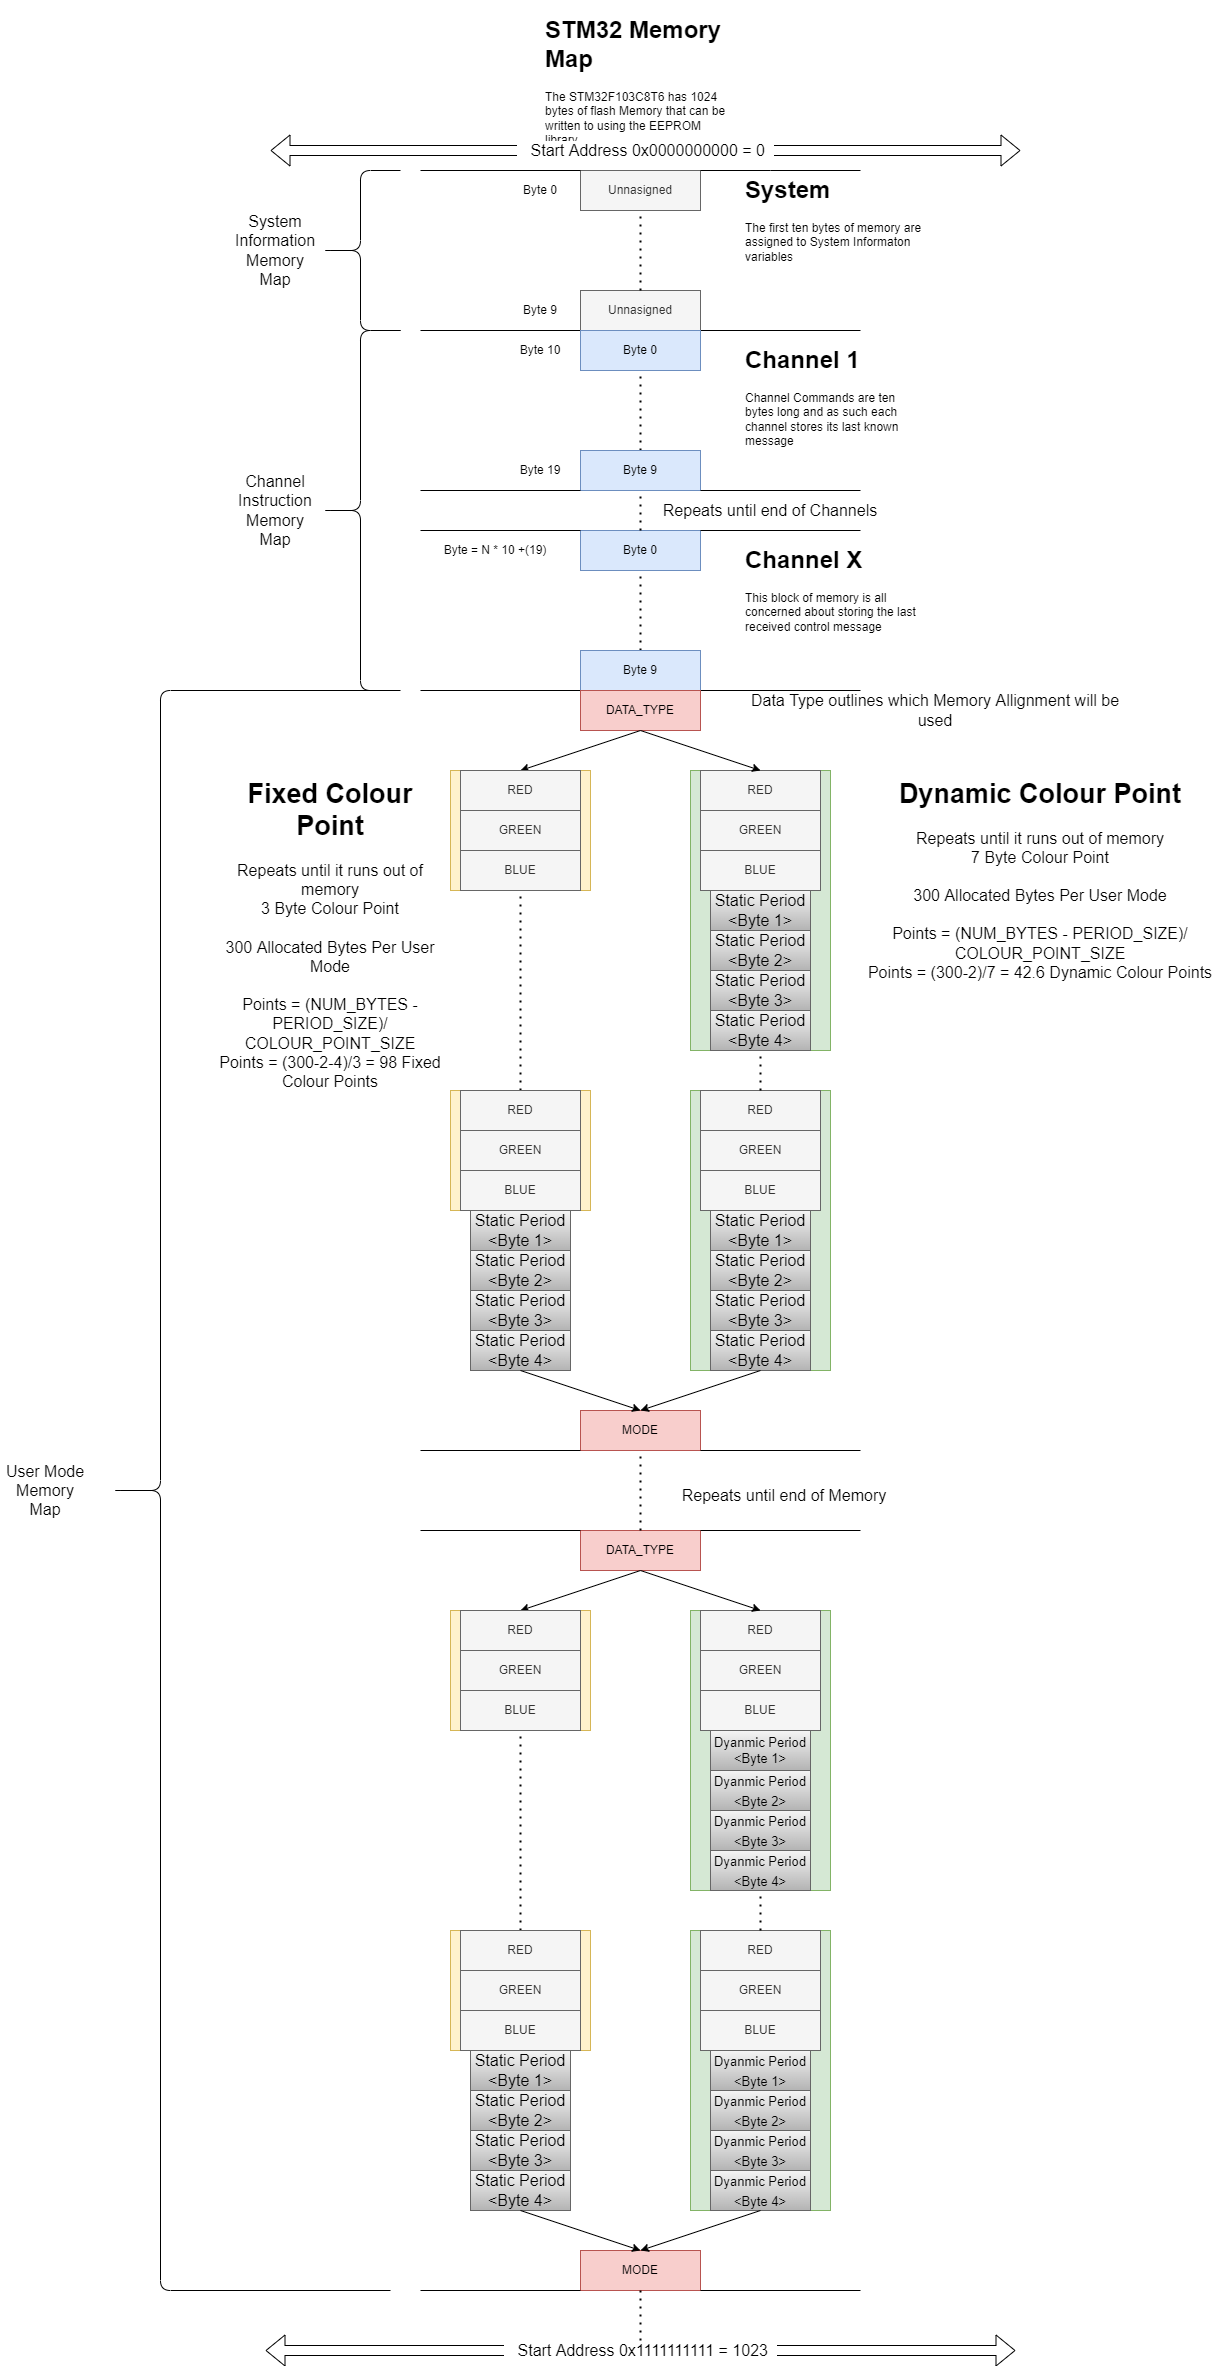 STM32 Memory
Map
The STM32F103C8T6 has 1024
bytes of flash Memory that can be
written to using the EEPROM
library
Start Address 0x0000000000 = 0
System
Information
Memory
Map
Byte 0
Unnasigned
System
The first ten bytes of memory are
assigned to System Informaton
variables
Byte 9
Unnasigned
Byte 10
Byte 0
Channel 1
Channel Commands are ten
bytes long and as such each
channel stores its last known
message
Byte 19
Byte 9
Channel
Instruction
Memory
Map
Repeats until end of Channels
Byte = N * 10 +(19)
Byte 0
Channel X
This block of memory is all
concerned about storing the last
received control message
Byte 9
DATA_TYPE
Data Type outlines which Memory Allignment will be
used
Fixed Colour
Point
Repeats until it runs out of
memory
3 Byte Colour Point
300 Allocated Bytes Per User
Mode
Points = (NUM_BYTES -
PERIOD_SIZE)/
COLOUR_POINT_SIZE
Points = (300-2-4)/3 = 98 Fixed
Colour Points
RED
GREEN
BLUE
RED
GREEN
BLUE
Static Period
<Byte 1>
Static Period
<Byte 2>
Static Period
<Byte 3>
Static Period
<Byte 4>
Dynamic Colour Point
Repeats until it runs out of memory
7 Byte Colour Point
300 Allocated Bytes Per User Mode
Points = (NUM_BYTES - PERIOD_SIZE)/
COLOUR_POINT_SIZE
Points = (300-2)/7 = 42.6 Dynamic Colour Points
RED
GREEN
BLUE
Static Period
<Byte 1>
Static Period
<Byte 2>
Static Period
<Byte 3>
Static Period
<Byte 4>
RED
GREEN
BLUE
Static Period
<Byte 1>
Static Period
<Byte 2>
Static Period
<Byte 3>
Static Period
<Byte 4>
MODE
User Mode
Memory
Map
Repeats until end of Memory
DATA_TYPE
RED
GREEN
BLUE
RED
GREEN
BLUE
Static Period
<Byte 1>
Static Period
<Byte 2>
Static Period
<Byte 3>
Static Period
<Byte 4>
RED
GREEN
BLUE
Dyanmic Period
<Byte 1>
Dyanmic Period
<Byte 2>
Dyanmic Period
<Byte 3>
Dyanmic Period
<Byte 4>
RED
GREEN
BLUE
Dyanmic Period
<Byte 1>
Dyanmic Period
<Byte 2>
Dyanmic Period
<Byte 3>
Dyanmic Period
<Byte 4>
MODE
Start Address 0x1111111111 = 1023